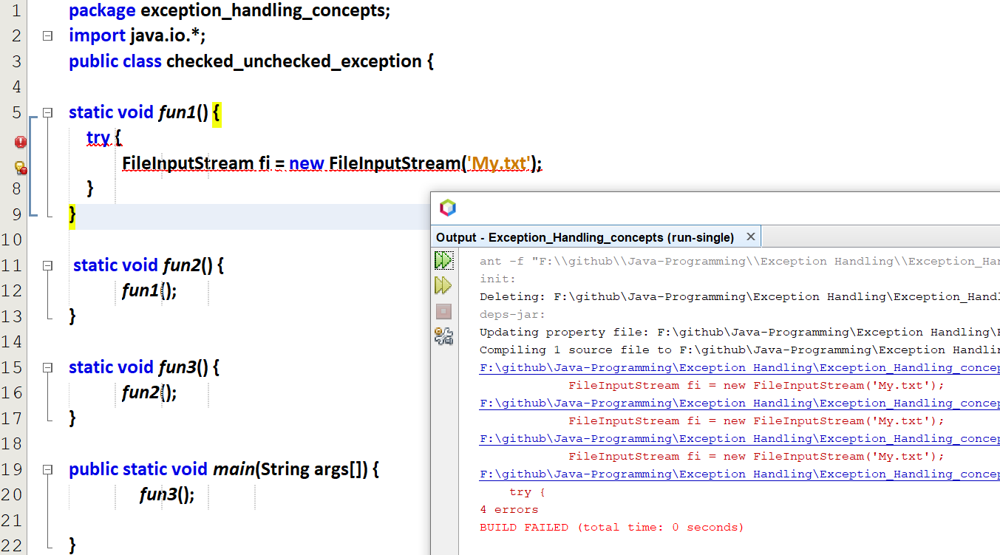 1 package exception_handling_concepts;
2 import java.io.*;
3 public class checked_unchecked_exception {
4
5 static void fun1() {
try {
FileInputStream fi = new FileInputStream('My.txt');
8 }
9 }
10
11 static void fun2() {
12 fun1();
13 }
14
15 static void fun3() {
16 fun2();
17 }
18
19 public static void main(String args[]) {
20 fun3();
21
22 }
Output - Exception_Handling_concepts (run-single)
ant -f "F:\\github\\Java-Programming\\Exception Handling\\Exception_Ha
init:
Deleting: F:\github\Java-Programming\Exception Handling\Exception_Handl
deps-jar:
Updating property file: F:\github\Java-Programming\Exception Handling\
Compiling 1 source file to F:\github\Java-Programming\Exception Handlin
F:\github\Java-Programming\Exception Handling\Exception_Handling_concep
FileInputStream fi = new FileInputStream('My.txt');
F:\github\Java-Programming\Exception Handling\Exception_Handling_concep
FileInputStream fi = new FileInputStream('My.txt');
F:\github\Java-Programming\Exception Handling\Exception_Handling_concep
FileInputStream fi = new FileInputStream('My.txt');
F:\github\Java-Programming\Exception Handling\Exception_Handling_concep
try {
4 errors
BUILD FAILED (total time: 0 seconds)